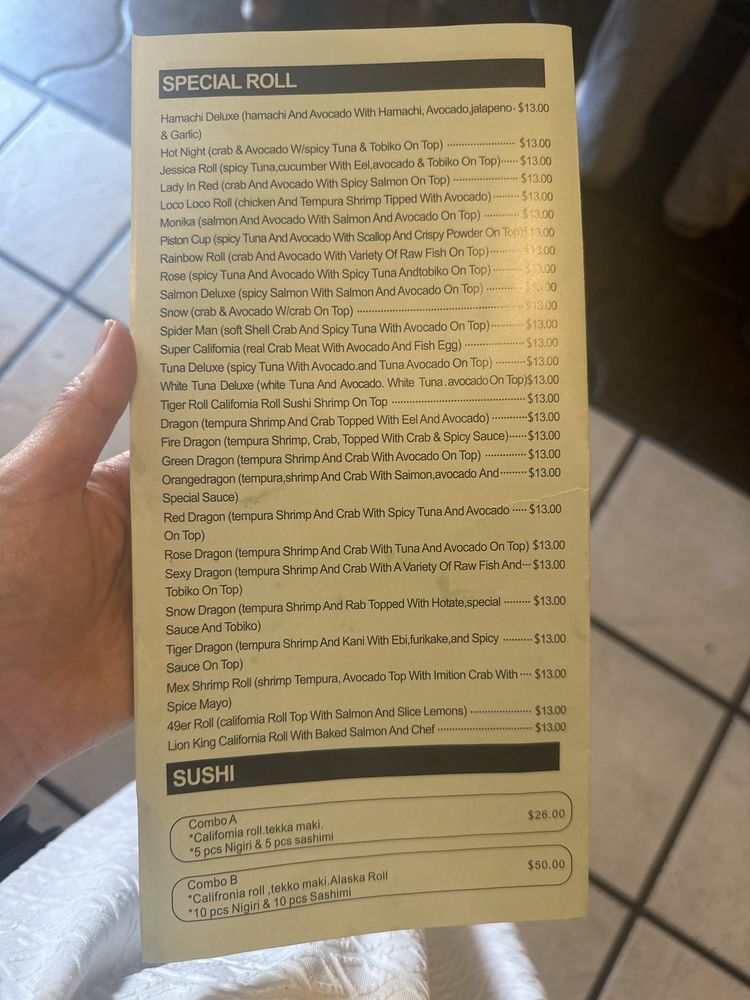 SPECIAL ROLL
Hamachi Deluxe (hamachi And Avocado With Hamachi, Avocado,jalapeno· $13.00
& Garlic)
Hot Night (crab & Avocado W/spicy Tuna & Tobiko On Top) ······················· $13.00
Jessica Roll (spicy Tuna,cucumber With Eel,avocado & Tobiko On Top)····· $13.00
Lady In Red (crab And Avocado With Spicy Salmon On Top) ····················· $13.00
Loco Loco Roll (chicken And Tempura Shrimp Tipped With Avocado)········· $13.00
Monika (salmon And Avocado With Salmon And Avocado On Top) ············ $13.00
Piston Cup (spicy Tuna And Avocado With Scallop And Crispy Powder On Top)$13.00
Rainbow Roll (crab And Avocado With Variety Of Raw Fish On Top)··········· $13.00
Rose (spicy Tuna And Avocado With Spicy Tuna Andtobiko On Top) ·········· $13.00
Salmon Deluxe (spicy Salmon With Salmon And Avocado On Top) ············· $13.00
Snow (crab & Avocado W/crab On Top) ·················································· $13.00
Spider Man (soft Shell Crab And Spicy Tuna With Avocado On Top)··········· $13.00
Super California (real Crab Meat With Avocado And Fish Egg) ··················· $13.00
Tuna Deluxe (spicy Tuna With Avocado.and Tuna Avocado On Top) ·········· $13.00
White Tuna Deluxe (white Tuna And Avocado. White Tuna.avocado On Top)$13.00
Tiger Roll California Roll Sushi Shrimp On Top ········································ $13.00
Dragon (tempura Shrimp And Crab Topped With Eel And Avocado) ············ $13.00
Fire Dragon (tempura Shrimp, Crab, Topped With Crab & Spicy Sauce)······ $13.00
Green Dragon (tempura Shrimp And Crab With Avocado On Top) ·············· $13.00
Orangedragon (tempura,shrimp And Crab With Saimon,avocado And········· $13.00
Special Sauce)
Red Dragon (tempura Shrimp And Crab With Spicy Tuna And Avocado ····· $13.00
On Top)
Rose Dragon (tempura Shrimp And Crab With Tuna And Avocado On Top) $13.00
Sexy Dragon (tempura Shrimp And Crab With A Variety Of Raw Fish And··· $13.00
Tobiko On Top)
Snow Dragon (tempura Shrimp And Rab Topped With Hotate,special ········· $13.00
Sauce And Tobiko)
Tiger Dragon (tempura Shrimp And Kani With Ebi,furikake,and Spicy ·········· $13.00
Sauce On Top)
Mex Shrimp Roll (shrimp Tempura, Avocado Top With Imition Crab With ···· $13.00
Spice Mayo)
49er Roll (california Roll Top With Salmon And Slice Lemons) ···················· $13.00
Lion King California Roll With Baked Salmon And Chef ······························ $13.00
SUSHI
Combo A $26.00
*California roll.tekka maki.
*5 pcs Nigiri & 5 pcs sashimi
Combo B $50.00
*Califronia roll ,tekko maki.Alaska Roll
*10 pcs Nigiri & 10 pcs Sashimi